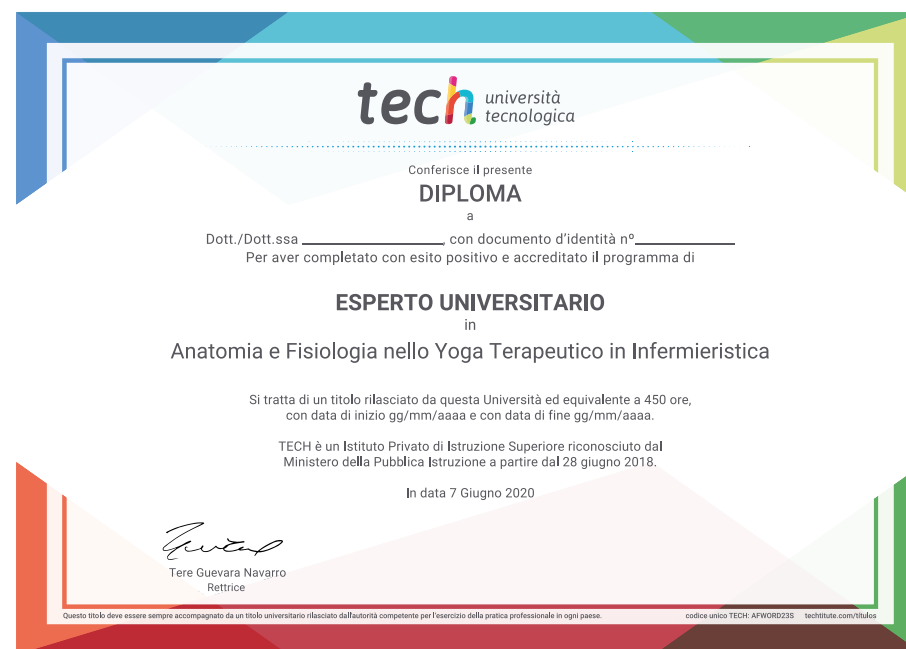 tech università
tecnologica
Conferisce il presente
DIPLOMA
a
Dott./Dott.ssa ____________________, con documento d'identità nº______________
Per aver completato con esito positivo e accreditato il programma di
ESPERTO UNIVERSITARIO
in
Anatomia e Fisiologia nello Yoga Terapeutico in Infermieristica
Si tratta di un titolo rilasciato da questa Università ed equivalente a 450 ore,
con data di inizio gg/mm/aaaa e con data di fine gg/mm/aaaa.
TECH è un Istituto Privato di Istruzione Superiore riconosciuto dal
Ministero della Pubblica Istruzione a partire dal 28 giugno 2018.
In data 7 Giugno 2020
Tere Guevara Navarro
Rettrice
Questo titolo deve essere sempre accompagnato da un titolo universitario rilasciato dall'autorità competente per l'esercizio della pratica professionale in ogni paese. codice unico TECH: AFWORD23S techtitute.com/titulos